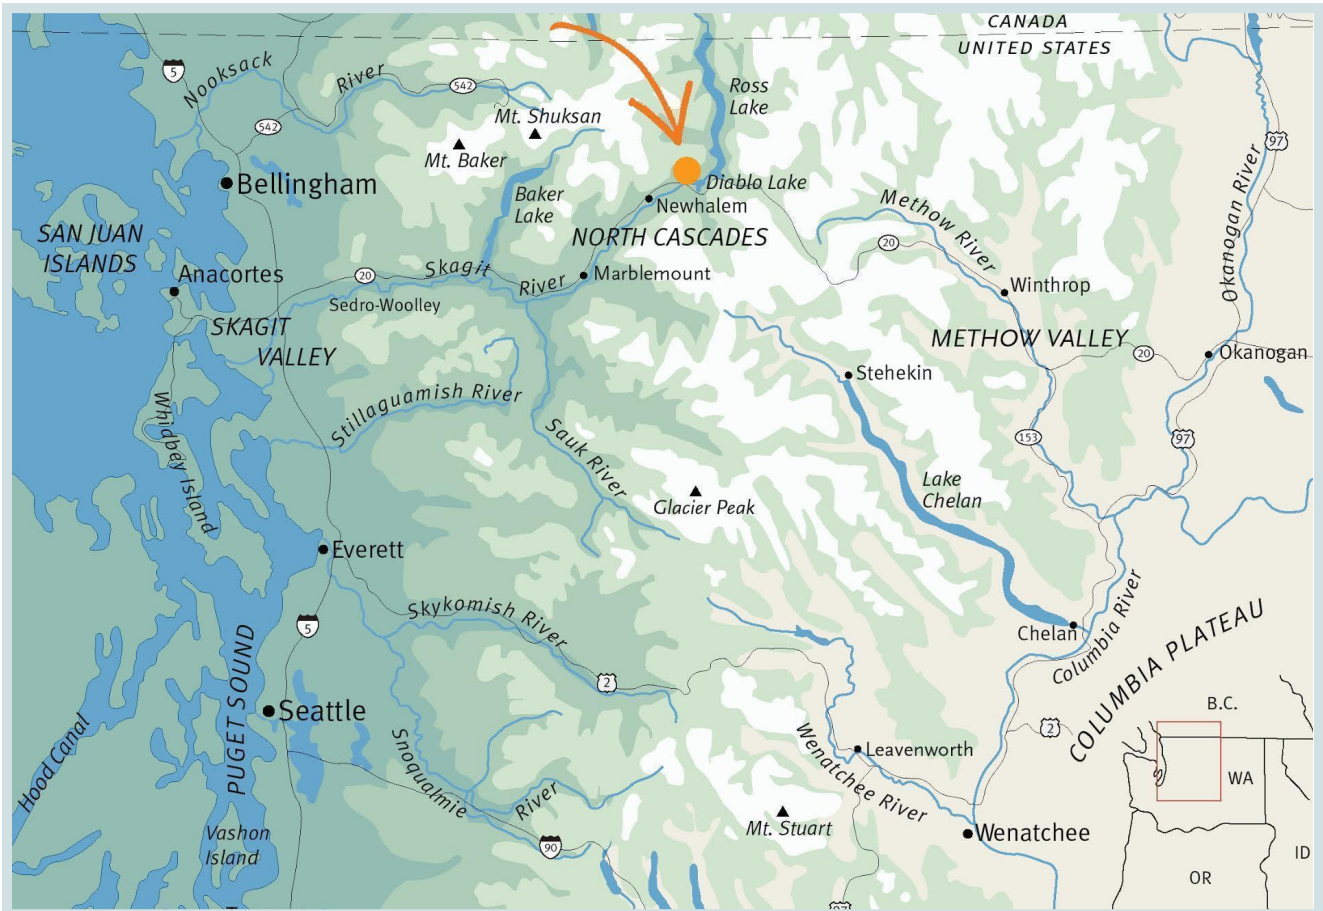 CANADA
UNITED STATES
5
Nooksack
River
542
Ross
Lake
542
Mt. Shuksan
Mt. Baker
97
Bellingham
Baker
Lake
Diablo Lake
Newhalem
Methow River
Okanogan River
SAN JUAN
ISLANDS
NORTH CASCADES
20
Anacortes
20
Skagit
River
Marblemount
Winthrop
Sedro-Woolley
SKAGIT
VALLEY
METHOW VALLEY
20
Okanogan
Stehekin
Whidbey Island
Stillaguamish River
Sauk River
153
97
Lake
Chelan
Glacier Peak
Everett
Skykomish River
5
Chelan
Columbia River
COLUMBIA PLATEAU
PUGET SOUND
2
Seattle
B.C.
2
Hood Canal
Snoqualmie
River
Wenatchee River
Leavenworth
WA
Vashon
Island
Mt. Stuart
Wenatchee
90
ID
OR
97